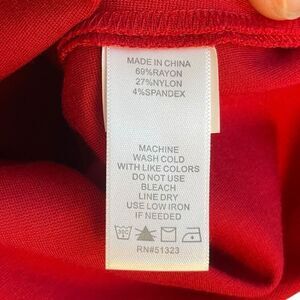 MADE IN CHINA
69%RAYON
27%NYLON
4%SPANDEX
MACHINE
WASH COLD
WITH LIKE COLORS
DO NOT USE
BLEACH
LINE DRY
USE LOW IRON
IF NEEDED
RN#51323